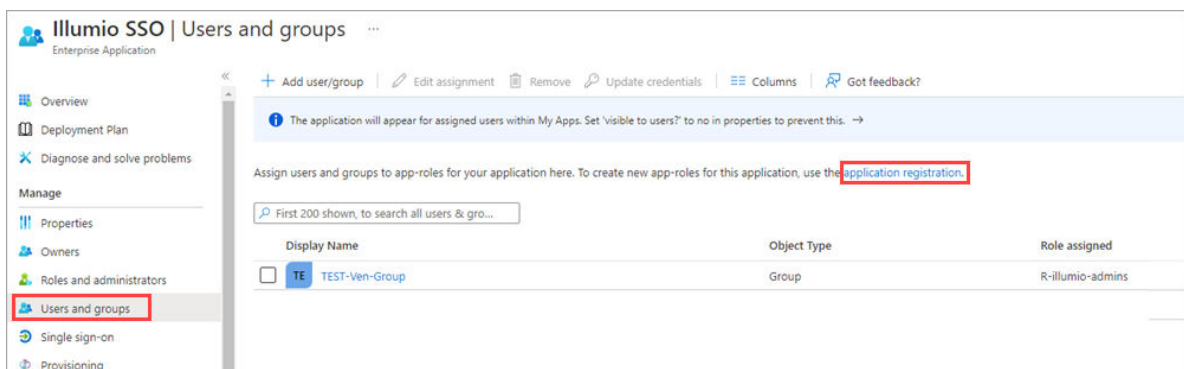 Illumio SSO | Users and groups ...
Enterprise Application
«
Overview
Deployment Plan
Diagnose and solve problems
Manage
Properties
Owners
Roles and administrators
Users and groups
Single sign-on
Provisioning
Add user/group
Edit assignment
Remove
Update credentials
Columns
Got feedback?
The application will appear for assigned users within My Apps. Set 'visible to users?' to no in properties to prevent this. →
Assign users and groups to app-roles for your application here. To create new app-roles for this application, use the application registration.
First 200 shown, to search all users & gro...
Display Name Object Type Role assigned
TE TEST-Ven-Group Group R-illumio-admins